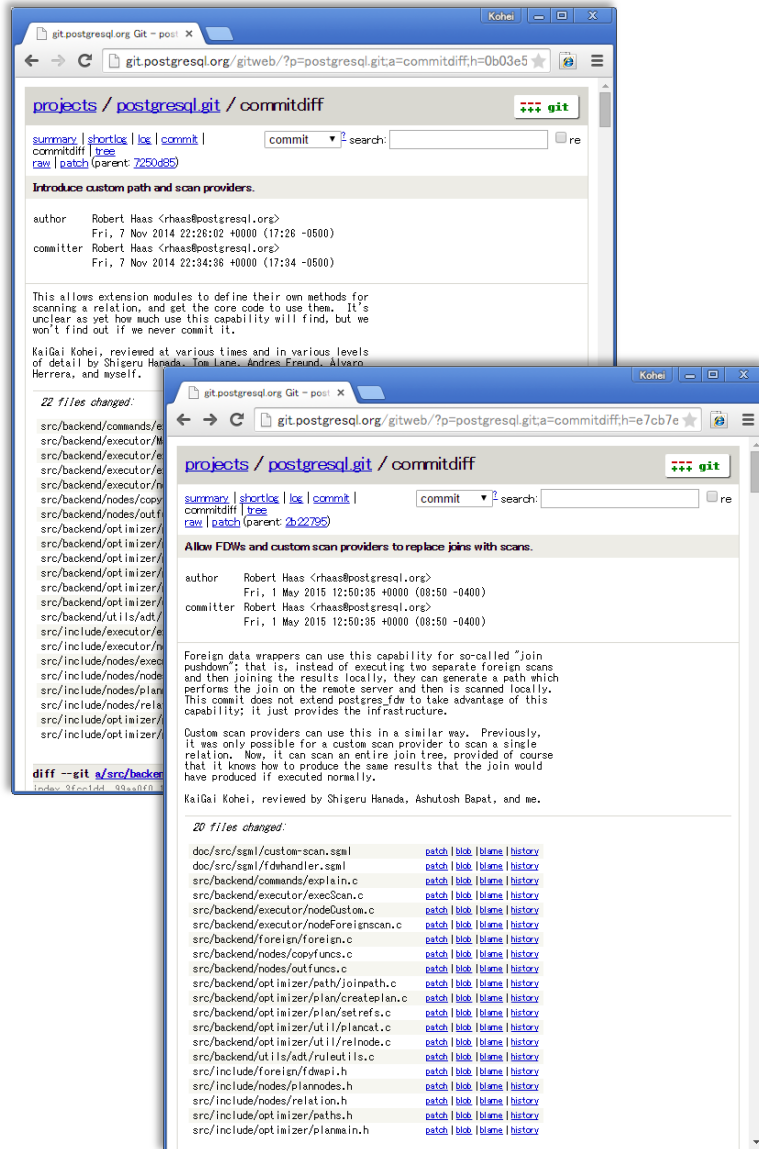 Kohei
git.postgresql.org Git – post
git.postgresql.org/gitweb/?p=postgresql.git;a=commitdiff;h=0b03e5
projects / postgresql.git / commitdiff
git
summary | shortlog | log | commit |
commitdiff | tree
raw | patch (parent: 7250d85)
commit ? search: re
Introduce custom path and scan providers.
author Robert Haas <rhaas@postgresql.org>
Fri, 7 Nov 2014 22:26:02 +0000 (17:26 -0500)
committer Robert Haas <rhaas@postgresql.org>
Fri, 7 Nov 2014 22:34:36 +0000 (17:34 -0500)
This allows extension modules to define their own methods for
scanning a relation, and get the core code to use them. It's
unclear as yet how much use this capability will find, but we
won't find out if we never commit it.
KaiGai Kohei, reviewed at various times and in various levels
of detail by Shigeru Hanada, Tom Lane, Andres Freund, Álvaro
Herrera, and myself.
22 files changed:
src/backend/commands/
src/backend/executor/
src/backend/executor/
src/backend/executor/
src/backend/executor/
src/backend/nodes/copy
src/backend/nodes/outf
src/backend/optimizer/
src/backend/optimizer/
src/backend/optimizer/
src/backend/optimizer/
src/backend/optimizer/
src/backend/optimizer/
src/backend/optimizer/
src/backend/utils/adt/
src/include/executor/
src/include/executor/
src/include/nodes/exec
src/include/nodes/node
src/include/nodes/plan
src/include/nodes/rela
src/include/optimizer/
src/include/optimizer/
diff --git a/src/backen
Kohei
git.postgresql.org Git – post
git.postgresql.org/gitweb/?p=postgresql.git;a=commitdiff;h=e7cb7e
projects / postgresql.git / commitdiff
git
summary | shortlog | log | commit |
commitdiff | tree
raw | patch (parent: 2b22795)
commit ? search: re
Allow FDWs and custom scan providers to replace joins with scans.
author Robert Haas <rhaas@postgresql.org>
Fri, 1 May 2015 12:50:35 +0000 (08:50 -0400)
committer Robert Haas <rhaas@postgresql.org>
Fri, 1 May 2015 12:50:35 +0000 (08:50 -0400)
Foreign data wrappers can use this capability for so-called "join
pushdown"; that is, instead of executing two separate foreign scans
and then joining the results locally, they can generate a path which
performs the join on the remote server and then is scanned locally.
This commit does not extend postgres_fdw to take advantage of this
capability; it just provides the infrastructure.
Custom scan providers can use this in a similar way. Previously,
it was only possible for a custom scan provider to scan a single
relation. Now, it can scan an entire join tree, provided of course
that it knows how to produce the same results that the join would
have produced if executed normally.
KaiGai Kohei, reviewed by Shigeru Hanada, Ashutosh Bapat, and me.
20 files changed:
doc/src/sgml/custom-scan.sgml patch | blob | blame | history
doc/src/sgml/fdwhandler.sgml patch | blob | blame | history
src/backend/commands/explain.c patch | blob | blame | history
src/backend/executor/execScan.c patch | blob | blame | history
src/backend/executor/nodeCustom.c patch | blob | blame | history
src/backend/executor/nodeForeignscan.c patch | blob | blame | history
src/backend/foreign/foreign.c patch | blob | blame | history
src/backend/nodes/copyfuncs.c patch | blob | blame | history
src/backend/nodes/outfuncs.c patch | blob | blame | history
src/backend/optimizer/path/joinpath.c patch | blob | blame | history
src/backend/optimizer/plan/createplan.c patch | blob | blame | history
src/backend/optimizer/plan/setrefs.c patch | blob | blame | history
src/backend/optimizer/util/plancat.c patch | blob | blame | history
src/backend/optimizer/util/relnode.c patch | blob | blame | history
src/backend/utils/adt/ruleutils.c patch | blob | blame | history
src/include/foreign/fdwapi.h patch | blob | blame | history
src/include/nodes/plannodes.h patch | blob | blame | history
src/include/nodes/relation.h patch | blob | blame | history
src/include/optimizer/paths.h patch | blob | blame | history
src/include/optimizer/planmain.h patch | blob | blame | history